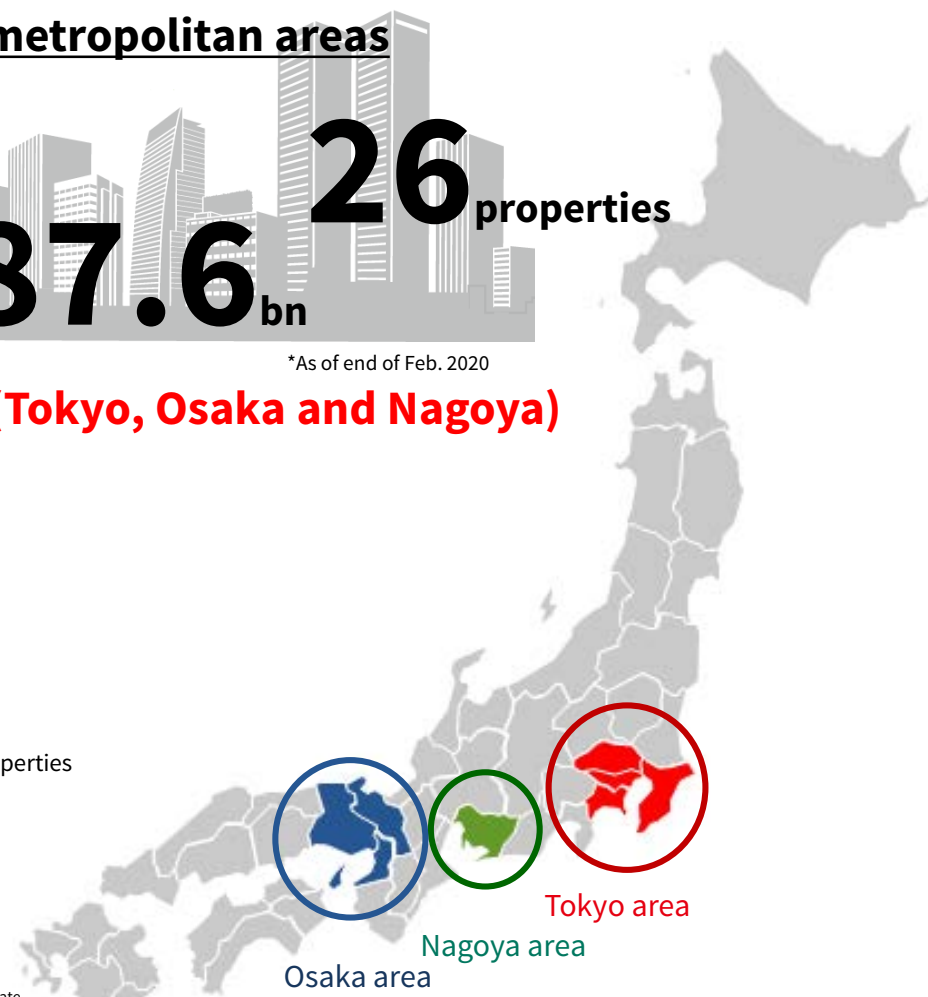 metropolitan areas
26 properties
87.6 bn
*As of end of Feb. 2020
(Tokyo, Osaka and Nagoya)
perties
Tokyo area
Nagoya area
Osaka area